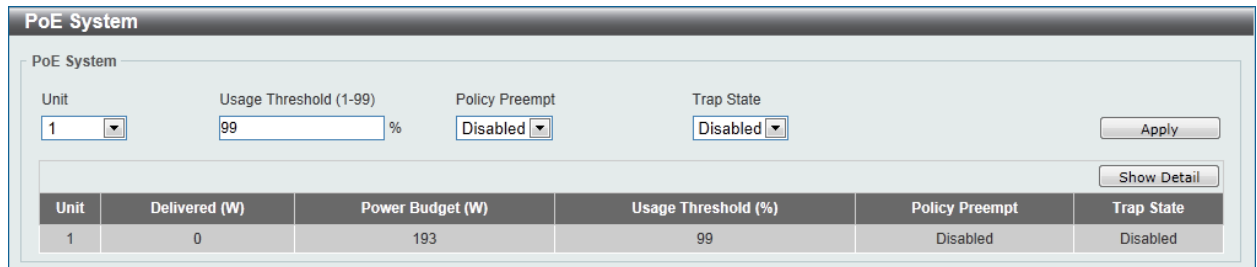 PoE System
PoE System
Unit Usage Threshold (1-99) Policy Preempt Trap State
1 99 % Disabled Disabled Apply
Show Detail
Unit Delivered (W) Power Budget (W) Usage Threshold (%) Policy Preempt Trap State
1 0 193 99 Disabled Disabled